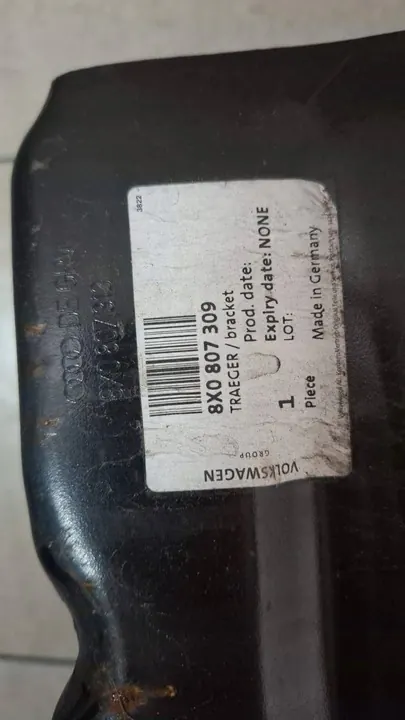 3822
8X0 807 309
TRAEGER / bracket
Prod. date:
Expiry date: NONE
LOT:
1
Piece
Made in Germany
VOLKSWAGEN
GROUP